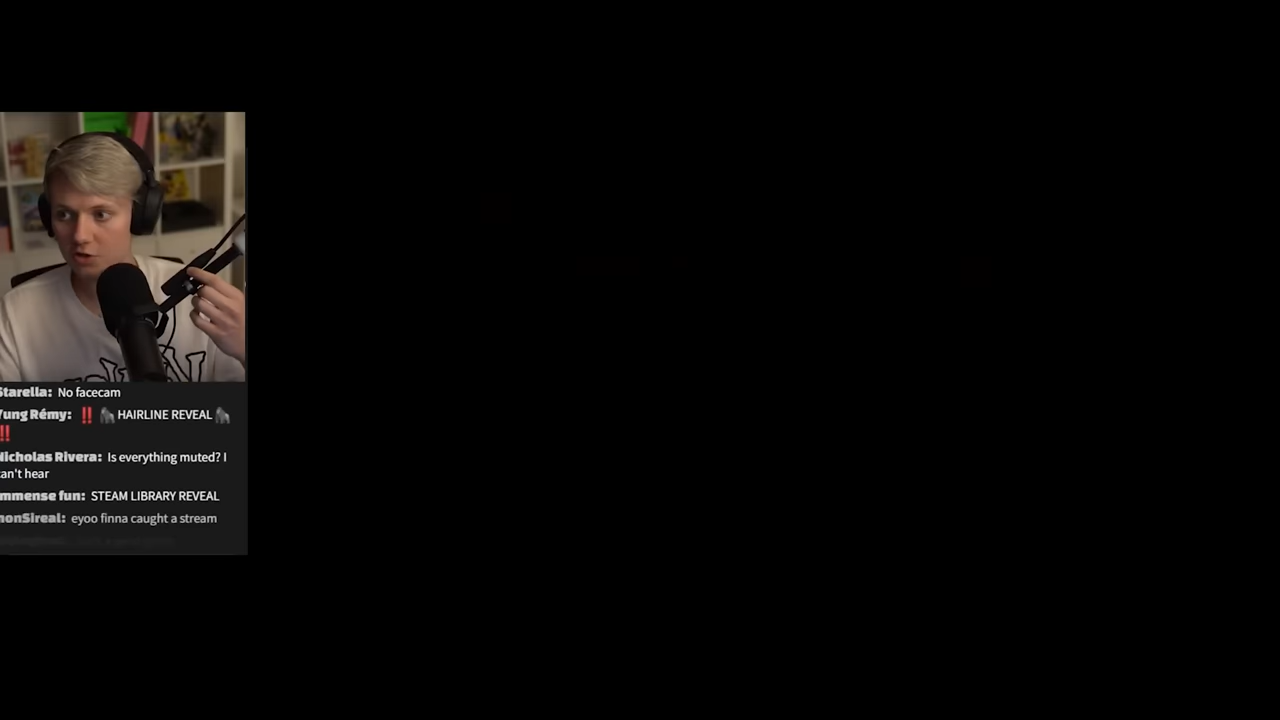 Starella: No facecam
Yung Rémy: ‼️ 🦍 HAIRLINE REVEAL 🦍
‼️
Nicholas Rivera: Is everything muted? I
can't hear
mmense fun: STEAM LIBRARY REVEAL
nonSireal: eyoo finna caught a stream